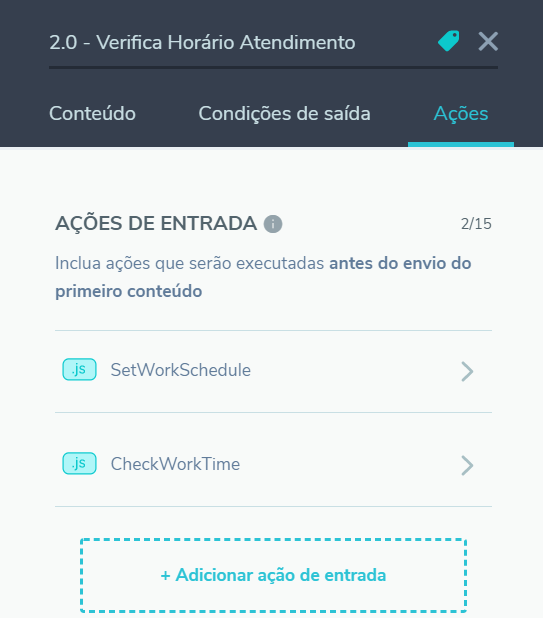 2.0 - Verifica Horário Atendimento
Conteúdo
Condições de saída
Ações
AÇÕES DE ENTRADA
i
2/15
Inclua ações que serão executadas antes do envio do
primeiro conteúdo
.js
SetWorkSchedule
.js
CheckWorkTime
+ Adicionar ação de entrada